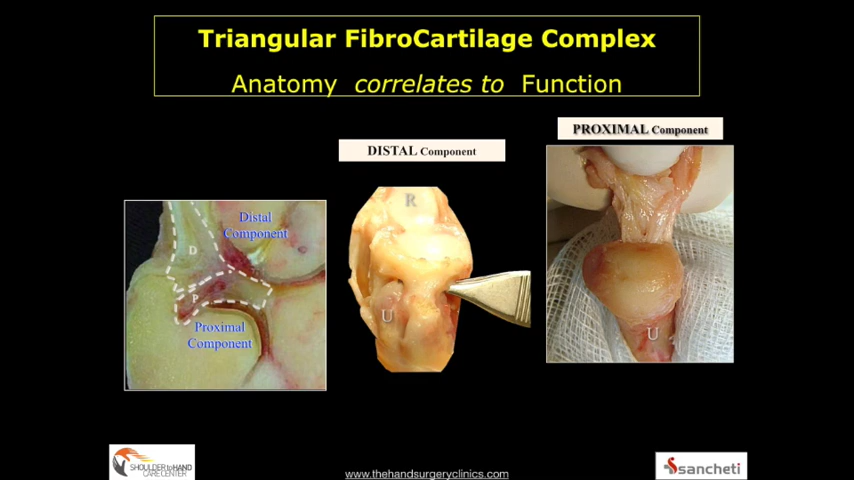 Triangular FibroCartilage Complex
Anatomy correlates to Function
PROXIMAL Component
DISTAL Component
Distal
Component
D
P
Proximal
Component
R
U
U
SHOULDER to HAND
CARE CENTER
www.thehandsurgeryclinics.com
sancheti